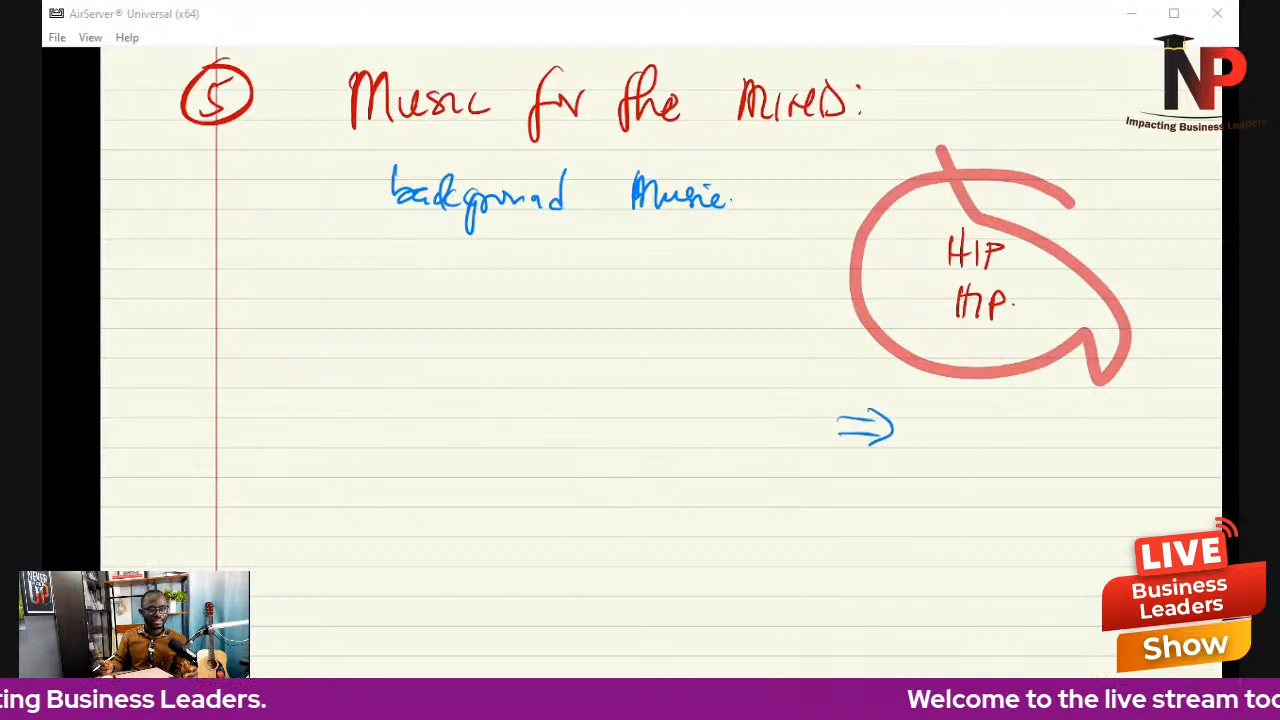 AirServer® Universal (x64)
File View Help
NP
Impacting Business Leaders
5 Music for the Mind:
background Music.
HIP
HIP.
⇒
LIVE
Business
Leaders
Show
ting Business Leaders.
Welcome to the live stream too